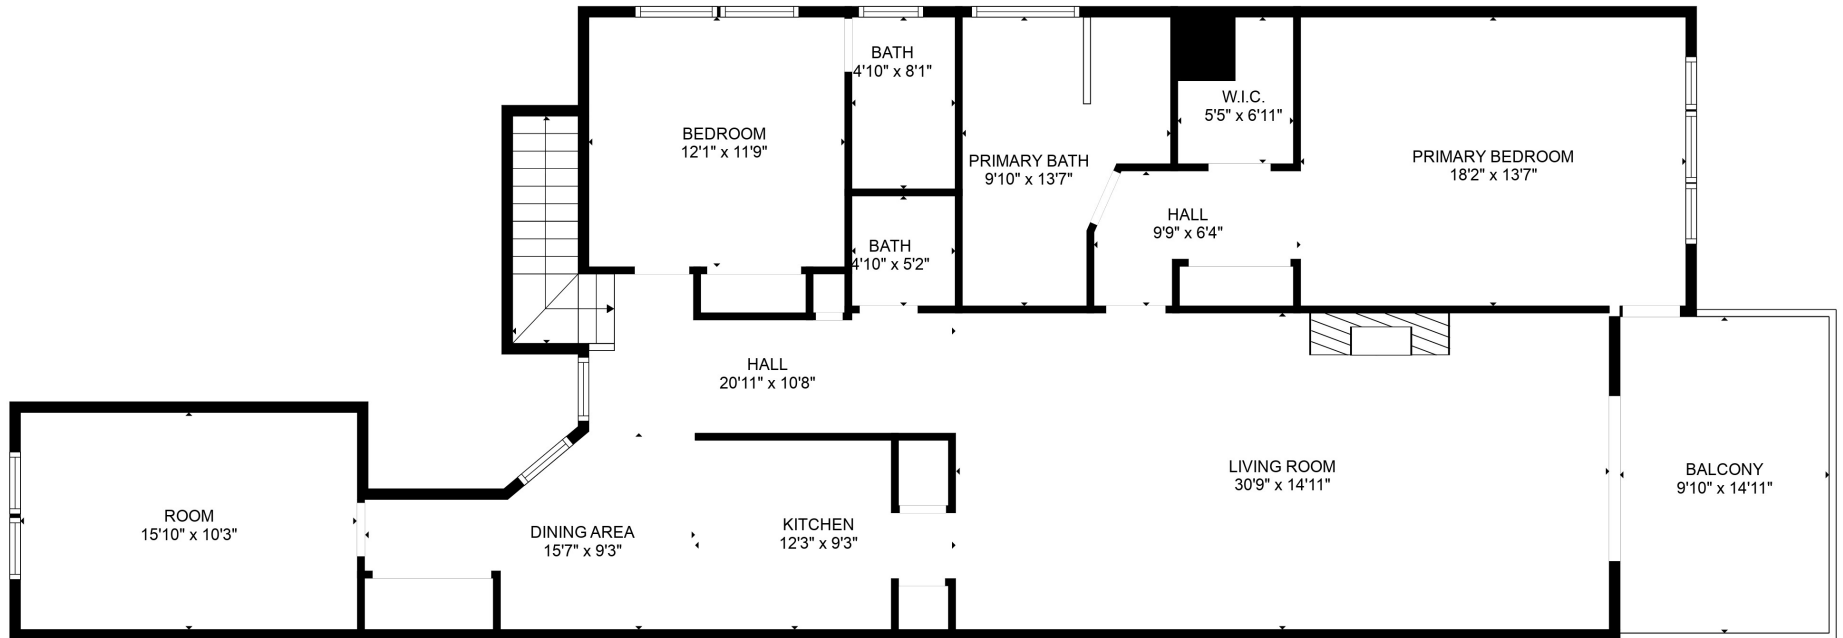 BATH
4'10" x 8'1"
BEDROOM
12'1" x 11'9"
W.I.C.
5'5" x 6'11"
PRIMARY BATH
9'10" x 13'7"
PRIMARY BEDROOM
18'2" x 13'7"
HALL
9'9" x 6'4"
BATH
4'10" x 5'2"
HALL
20'11" x 10'8"
LIVING ROOM
30'9" x 14'11"
BALCONY
9'10" x 14'11"
ROOM
15'10" x 10'3"
DINING AREA
15'7" x 9'3"
KITCHEN
12'3" x 9'3"